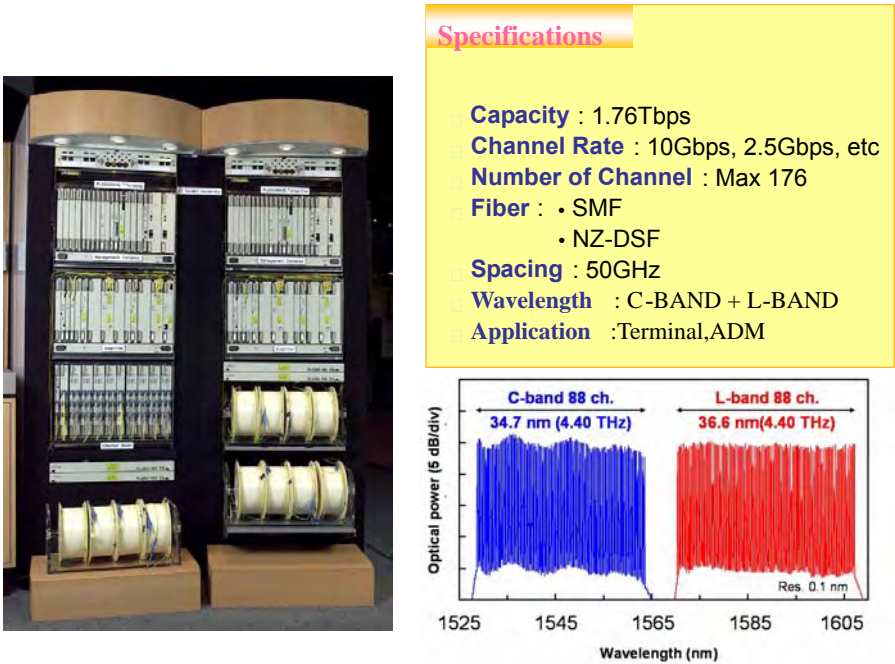 Specifications
Capacity : 1.76Tbps
Channel Rate : 10Gbps, 2.5Gbps, etc
Number of Channel : Max 176
Fiber : • SMF
• NZ-DSF
Spacing : 50GHz
Wavelength : C-BAND + L-BAND
Application :Terminal,ADM
C-band 88 ch.
34.7 nm (4.40 THz)
L-band 88 ch.
36.6 nm(4.40 THz)
Optical power (5 dB/div)
Res. 0.1 nm
1525 1545 1565 1585 1605
Wavelength (nm)